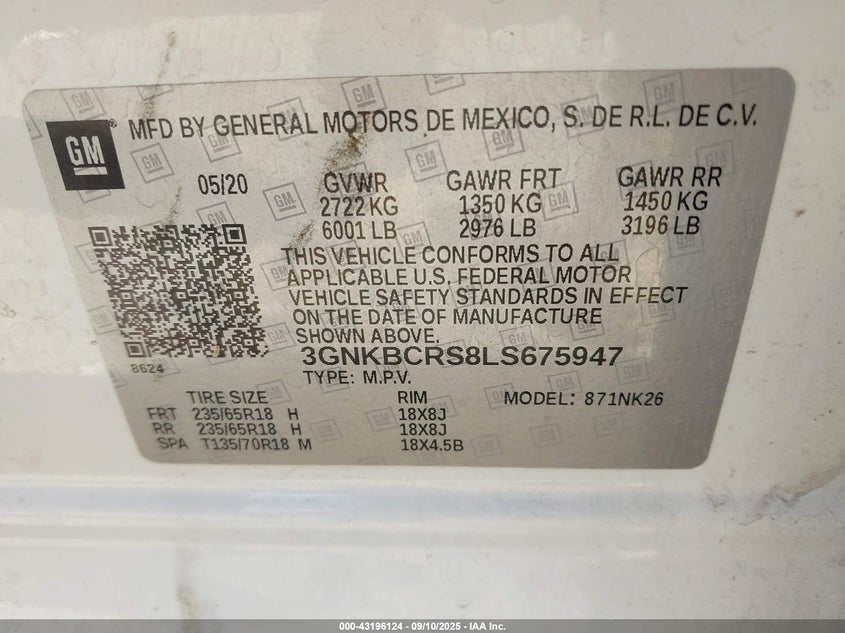 GM
MFD BY GENERAL MOTORS DE MEXICO, S. DE R.L. DE C.V.
05/20 GVWR GAWR FRT GAWR RR
2722 KG 1350 KG 1450 KG
6001 LB 2976 LB 3196 LB
THIS VEHICLE CONFORMS TO ALL
APPLICABLE U.S. FEDERAL MOTOR
VEHICLE SAFETY STANDARDS IN EFFECT
ON THE DATE OF MANUFACTURE
SHOWN ABOVE.
8624
3GNKBCRS8LS675947
TYPE: M.P.V.
TIRE SIZE RIM MODEL: 871NK26
FRT 235/65R18 H 18X8J
RR 235/65R18 H 18X8J
SPA T135/70R18 M 18X4.5B
000-43196124 — 09/10/2025 — IAA Inc.